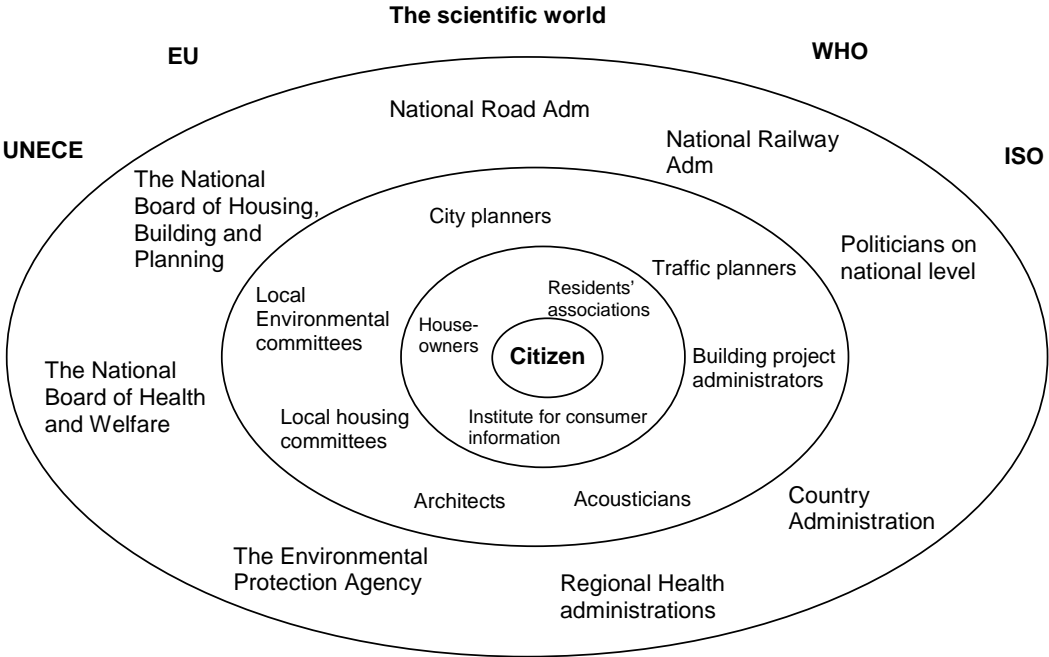 The scientific world
EU
WHO
UNECE
ISO
National Road Adm
National Railway
Adm
The National
Board of Housing,
Building and
Planning
Politicians on
national level
The National
Board of Health
and Welfare
Country
Administration
The Environmental
Protection Agency
Regional Health
administrations
City planners
Traffic planners
Local
Environmental
committees
Building project
administrators
Local housing
committees
Architects
Acousticians
Residents'
associations
House-
owners
Institute for consumer
information
Citizen